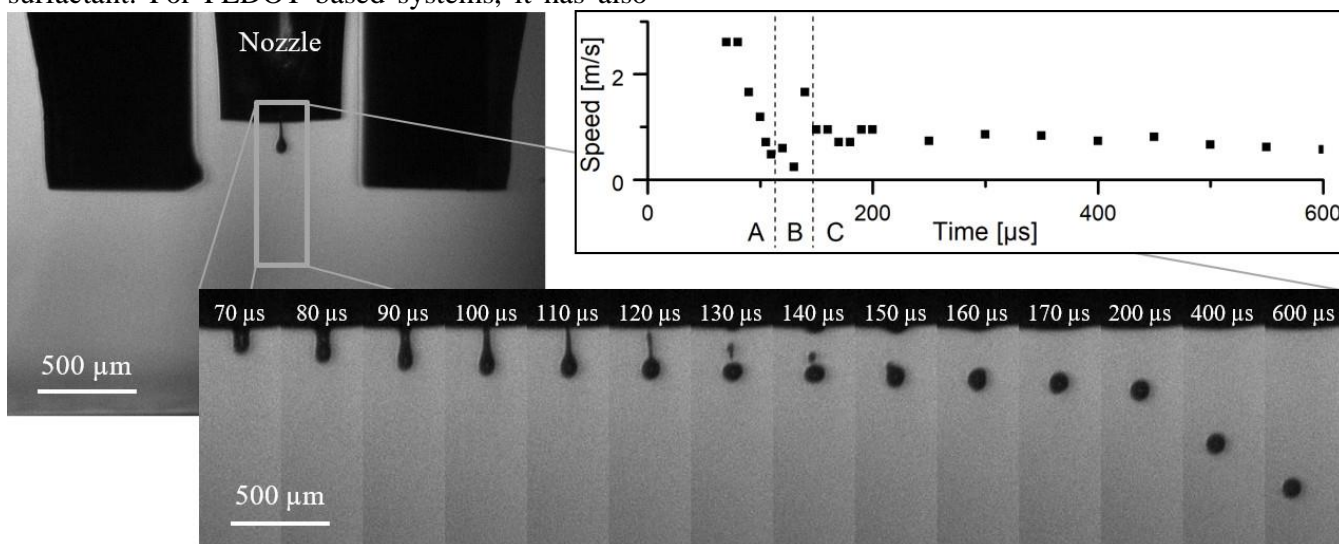 surfactant. For PEDOT based systems, it has also
Nozzle
500 µm
Speed [m/s]
2
0
0
200
400
600
A
B
C
Time [µs]
70 µs 80 µs 90 µs 100 µs 110 µs 120 µs 130 µs 140 µs 150 µs 160 µs 170 µs 200 µs 400 µs 600 µs
500 µm